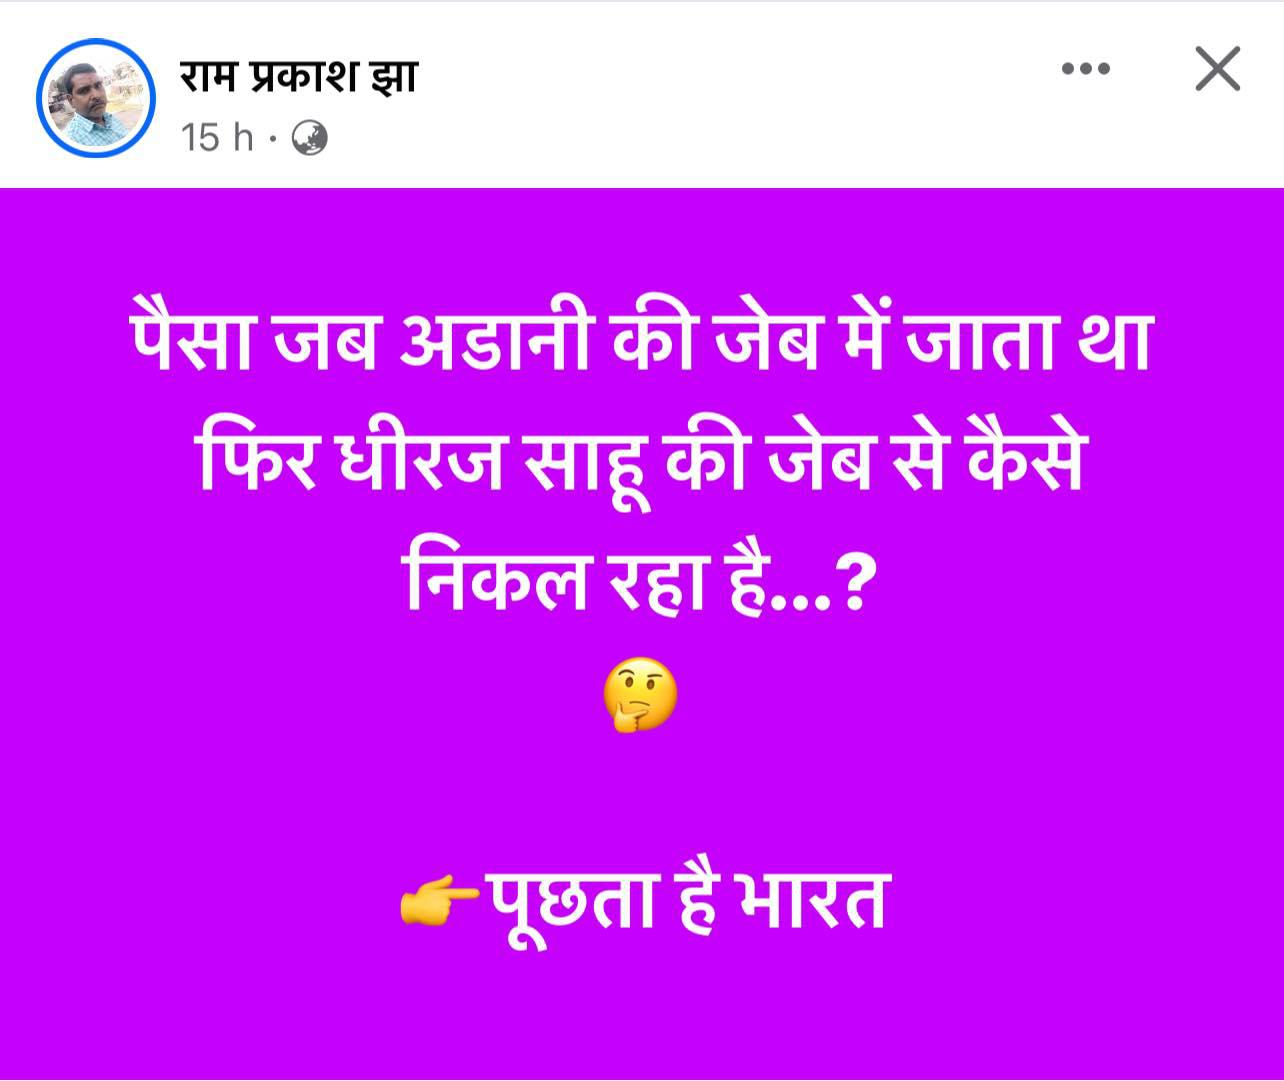 राम प्रकाश झा
15 h ·
पैसा जब अडानी की जेब में जाता था
फिर धीरज साहू की जेब से कैसे
निकल रहा है...?
🤔
👉पूछता है भारत